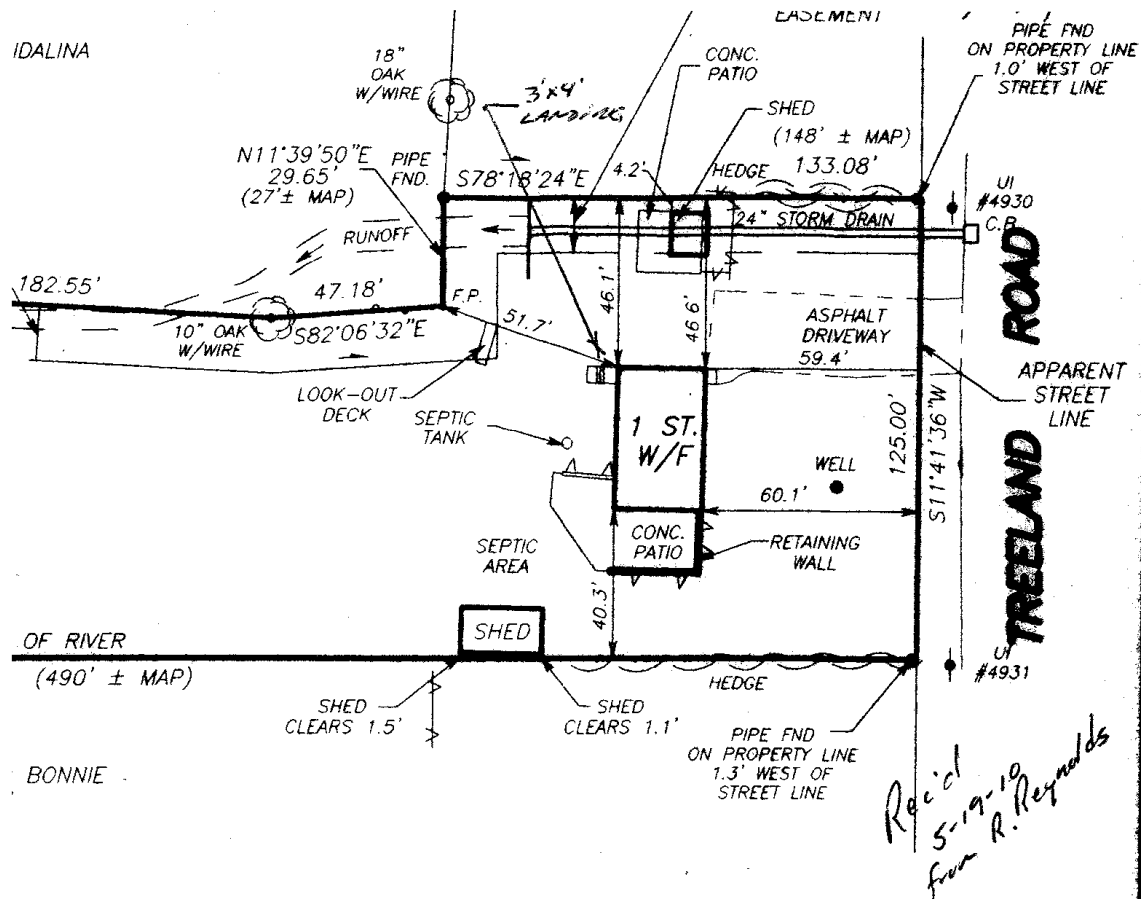 EASEMENT
IDALINA
18"
OAK
W/WIRE
CONC.
PATIO
PIPE FND
ON PROPERTY LINE
1.0' WEST OF
STREET LINE
3'x4'
LANDING
SHED
(148' ± MAP)
N11°39'50"E
29.65'
(27'± MAP)
PIPE
FND.
S78°18'24"E
4.2'
HEDGE
133.08'
UI
#4930
C.B.
24" STORM DRAIN
RUNOFF
182.55'
47.18'
F.P.
51.7'
46.1'
46.6'
ASPHALT
DRIVEWAY
59.4'
10" OAK
W/WIRE
S82°06'32"E
APPARENT
STREET
LINE
LOOK-OUT
DECK
SEPTIC
TANK
1 ST.
W/F
WELL
125.00'
S11°41'36"W
TREELAND ROAD
60.1'
SEPTIC
AREA
CONC.
PATIO
RETAINING
WALL
40.3'
SHED
OF RIVER
(490' ± MAP)
HEDGE
UI
#4931
SHED
CLEARS 1.5'
SHED
CLEARS 1.1'
PIPE FND
ON PROPERTY LINE
1.3' WEST OF
STREET LINE
BONNIE
Rec'd
5-19-10
from R. Reynolds